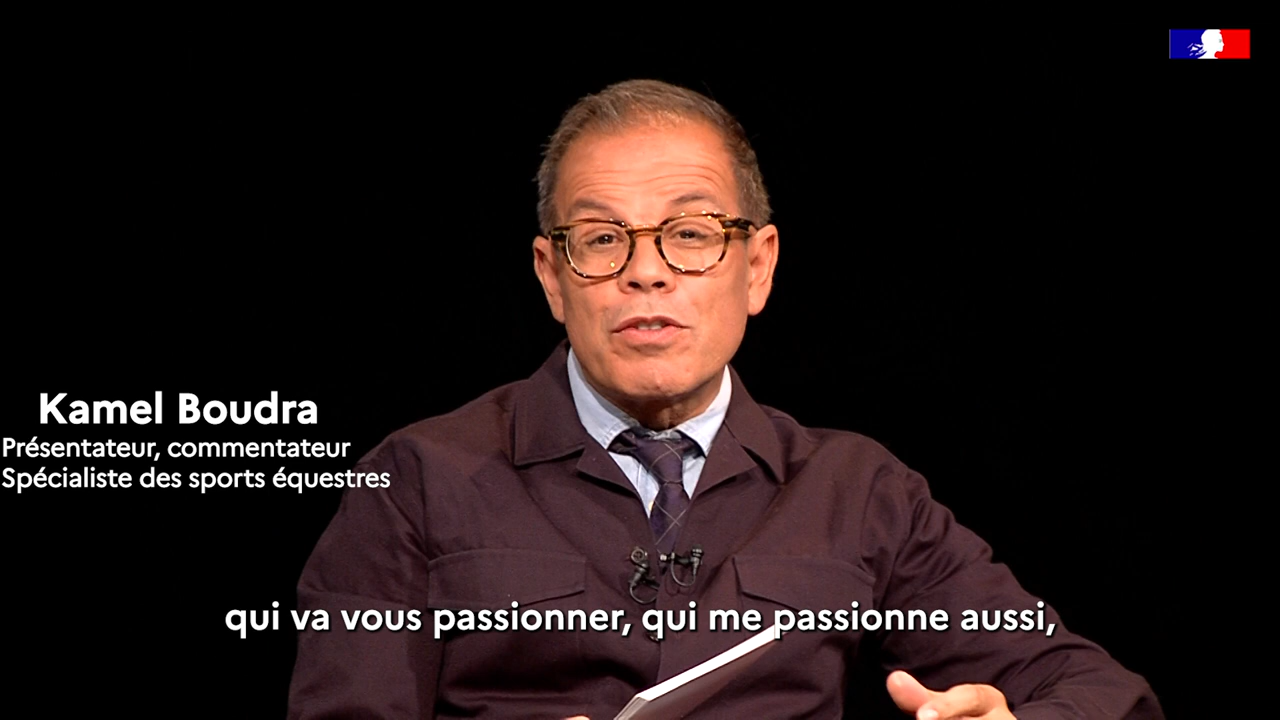 Kamel Boudra
Présentateur, commentateur
Spécialiste des sports équestres
qui va vous passionner, qui me passionne aussi,